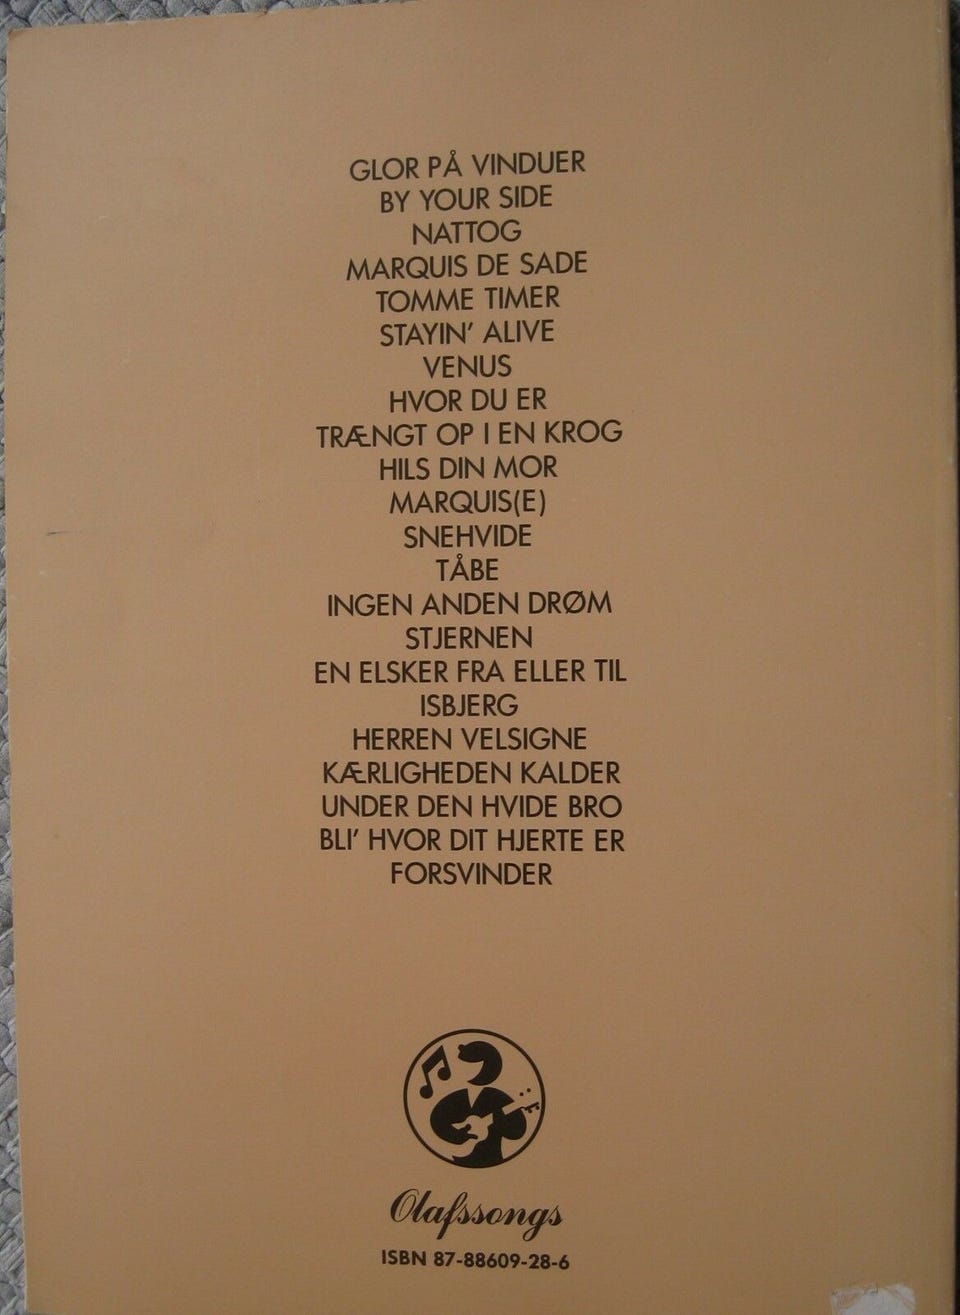 GLOR PÅ VINDUER
BY YOUR SIDE
NATTOG
MARQUIS DE SADE
TOMME TIMER
STAYIN' ALIVE
VENUS
HVOR DU ER
TRÆNGT OP I EN KROG
HILS DIN MOR
MARQUIS(E)
SNEHVIDE
TÅBE
INGEN ANDEN DRØM
STJERNEN
EN ELSKER FRA ELLER TIL
ISBJERG
HERREN VELSIGNE
KÆRLIGHEDEN KALDER
UNDER DEN HVIDE BRO
BLI' HVOR DIT HJERTE ER
FORSVINDER
Olafssongs
ISBN 87-88609-28-6